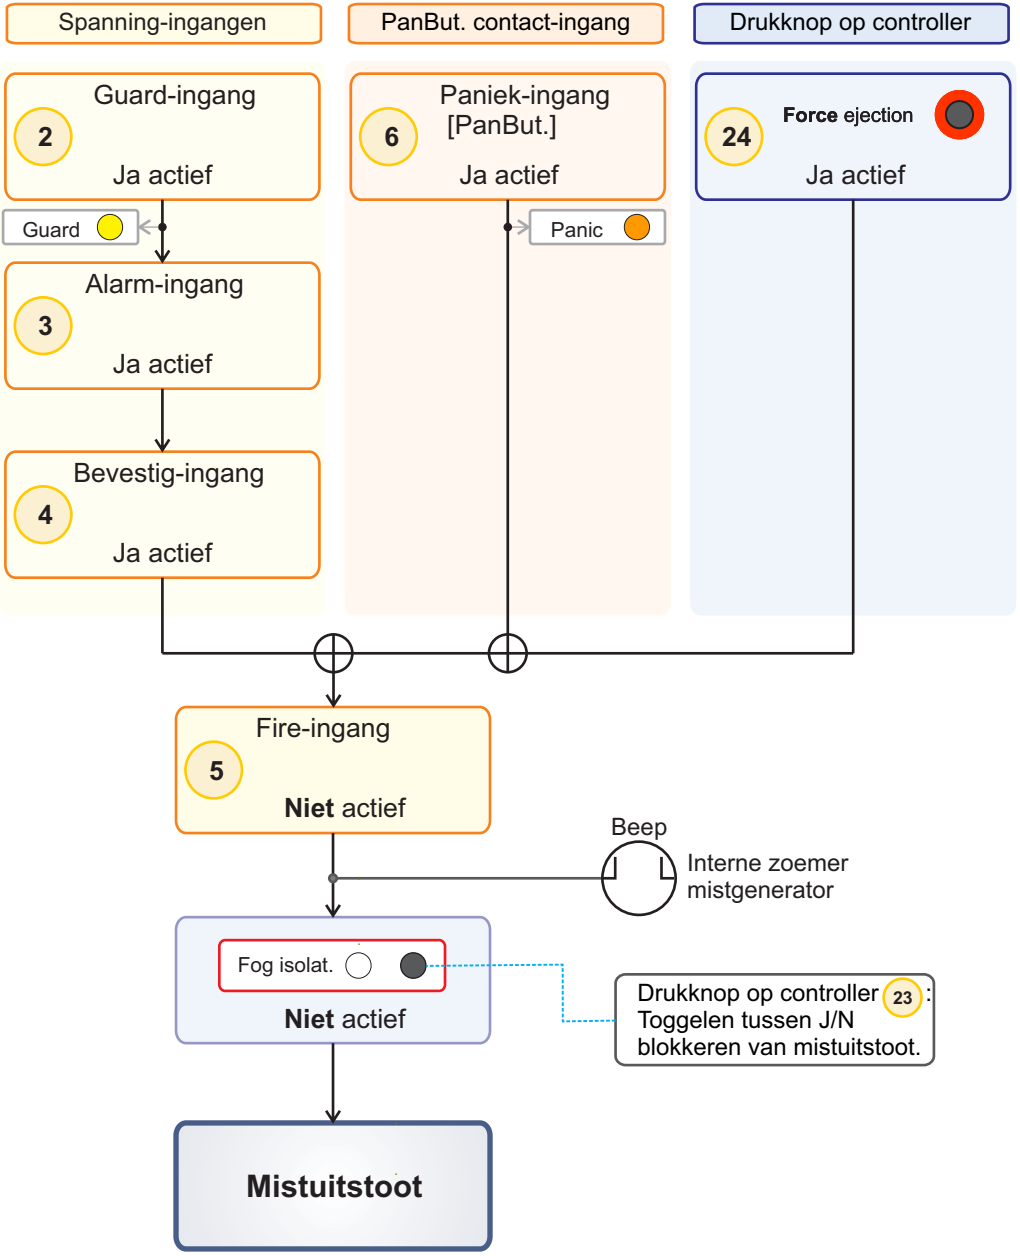 Spanning-ingangen
PanBut. contact-ingang
Drukknop op controller
Guard-ingang
2
Ja actief
Guard
Alarm-ingang
3
Ja actief
Bevestig-ingang
4
Ja actief
Paniek-ingang
[PanBut.]
6
Ja actief
Panic
Force ejection
24
Ja actief
Fire-ingang
5
Niet actief
Beep
Interne zoemer
mistgenerator
Fog isolat.
Niet actief
Drukknop op controller 23 :
Toggelen tussen J/N
blokkeren van mistuitstoot.
Mistuitstoot